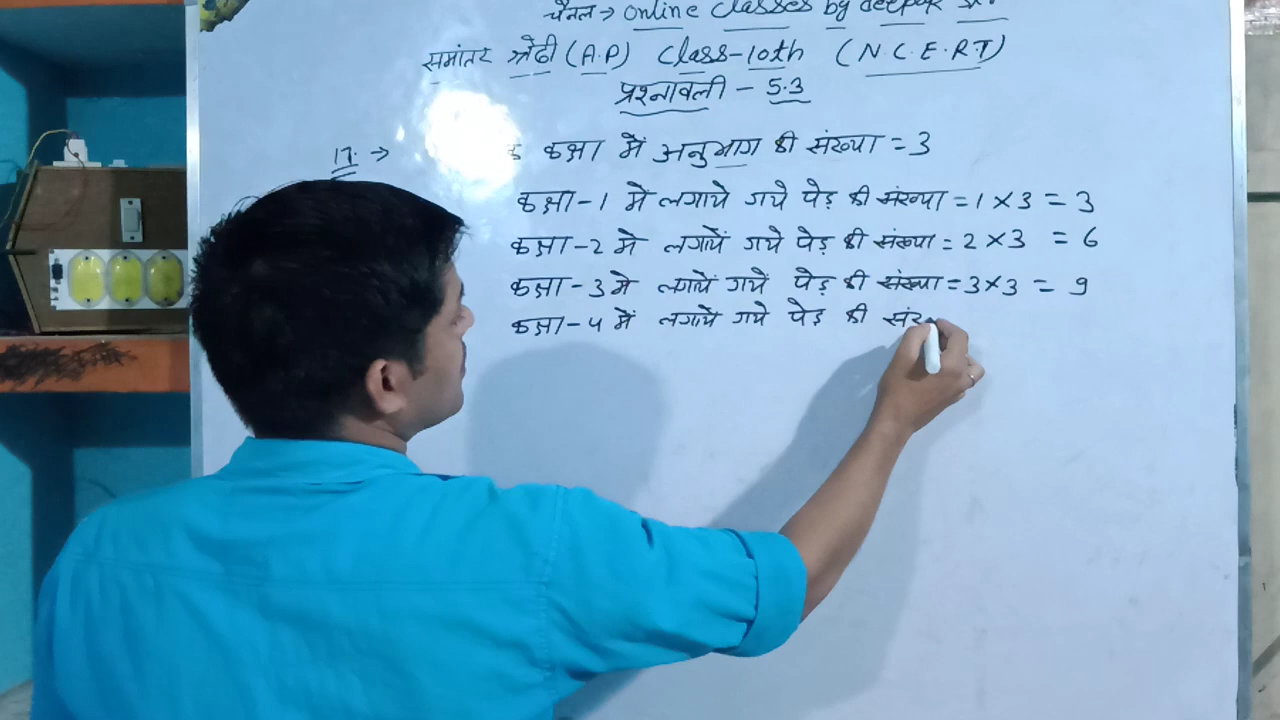 चैनल → online classes by deepak
समांतर श्रेढी (A.P) class-10th (N.C.E.R.T)
प्रश्नावली - 5.3
17. → कक्षा में अनुभाग की संख्या = 3
कक्षा-1 मे लगाये गये पेड़ की संख्या = 1 × 3 = 3
कक्षा-2 मे लगायें गये पेड़ की संख्या = 2 × 3 = 6
कक्षा-3 मे लगायें गयें पेड़ की संख्या = 3 × 3 = 9
कक्षा-4 में लगाये गये पेड़ की